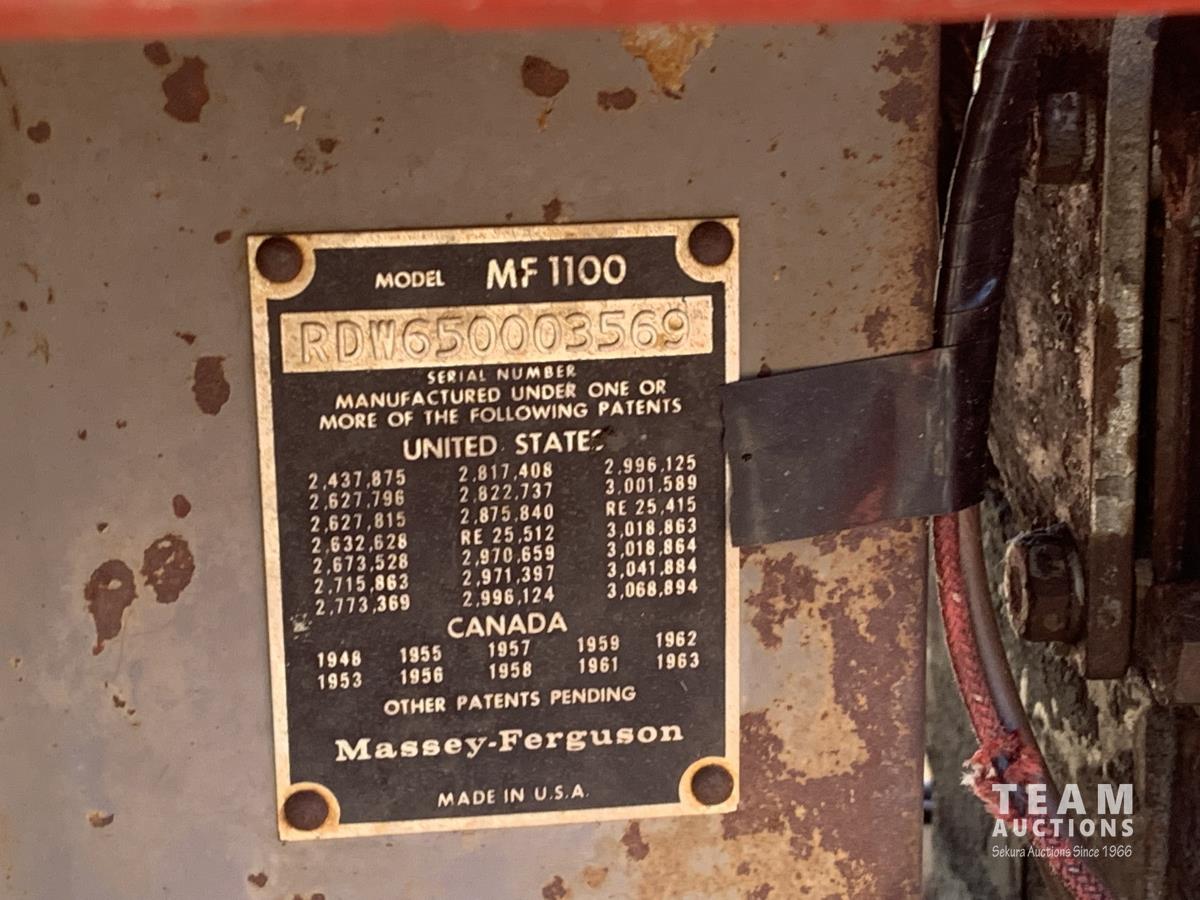 MODEL MF 1100
RDW650003569
SERIAL NUMBER
MANUFACTURED UNDER ONE OR
MORE OF THE FOLLOWING PATENTS
UNITED STATES
2,437,875 2,817,408 2,996,125
2,627,796 2,822,737 3,001,589
2,627,815 2,875,840 RE 25,415
2,632,628 RE 25,512 3,018,863
2,673,528 2,970,659 3,018,864
2,715,863 2,971,397 3,041,884
2,773,369 2,996,124 3,068,894
CANADA
1948 1955 1957 1959 1962
1953 1956 1958 1961 1963
OTHER PATENTS PENDING
Massey-Ferguson
MADE IN U.S.A.
TEAM
AUCTIONS
Sekura Auctions Since 1966